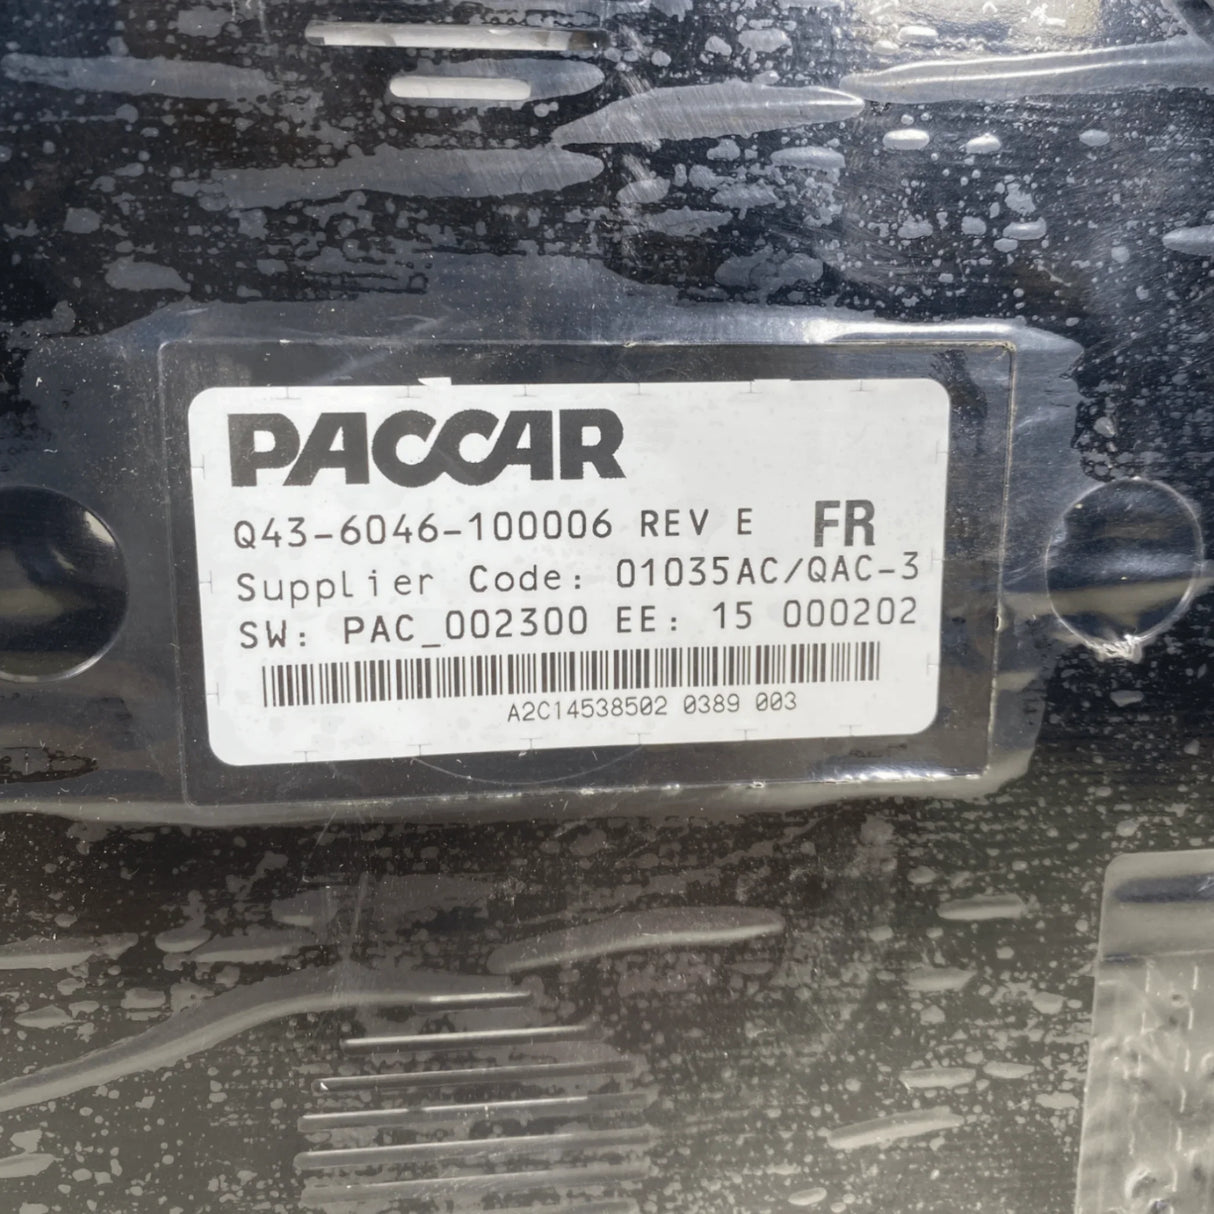 PACCAR
Q43-6046-100006 REV E FR
Supplier Code: 01035AC/QAC-3
SW: PAC_002300 EE: 15 000202
A2C14538502 0389 003